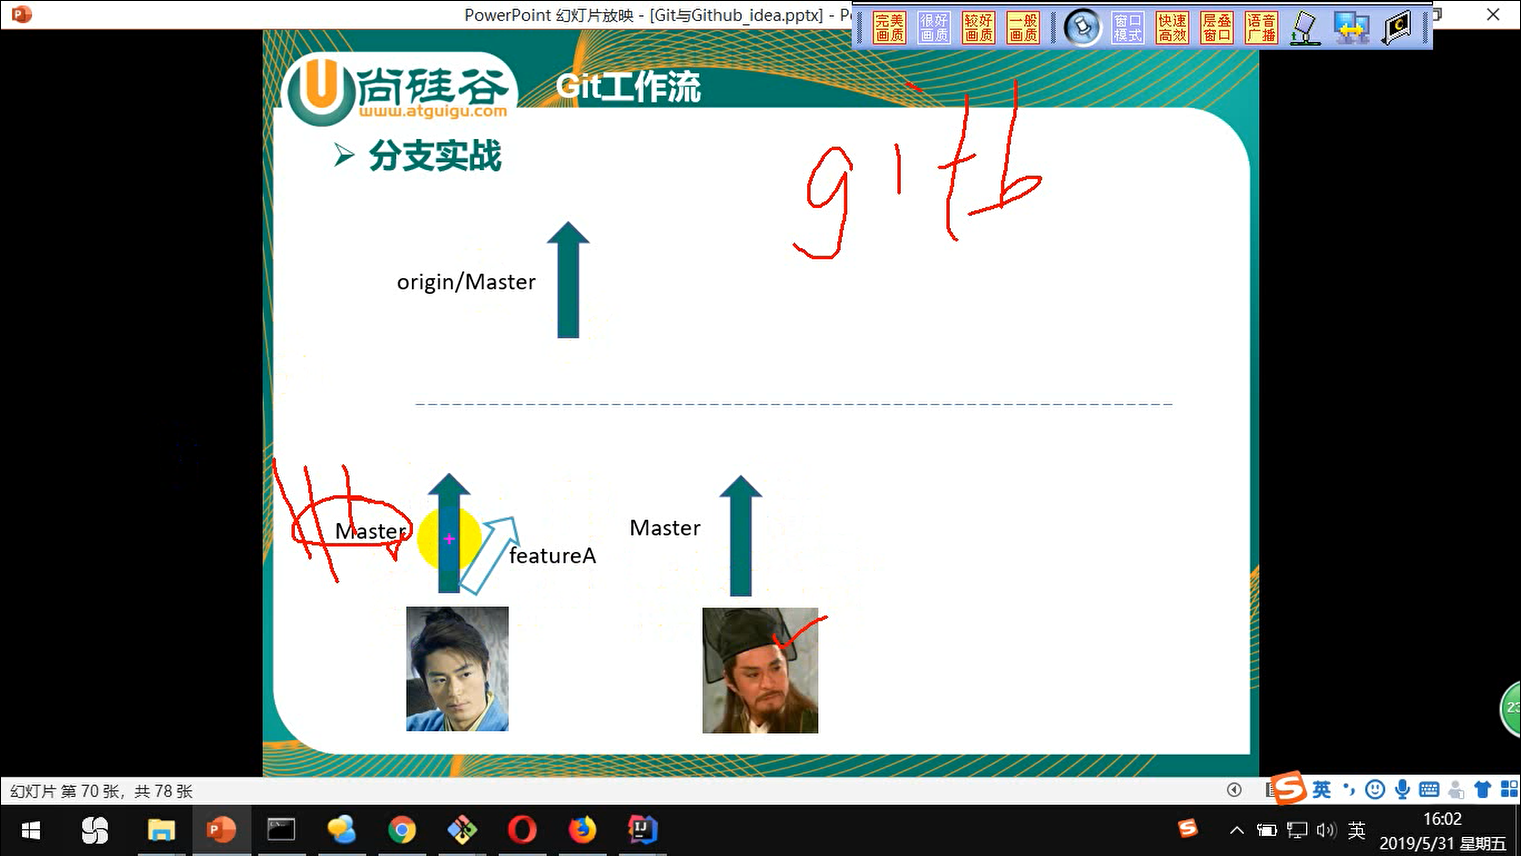 PowerPoint 幻灯片放映 - [Git与Github_idea.pptx] - P
完美画质 很好画质 较好画质 一般画质 窗口模式 快速高效 层叠窗口 语音广播
尚硅谷
www.atguigu.com
Git工作流
分支实战
gitb
origin/Master
Master
featureA
Master
23
幻灯片 第 70 张，共 78 张
英
英
16:02
2019/5/31 星期五